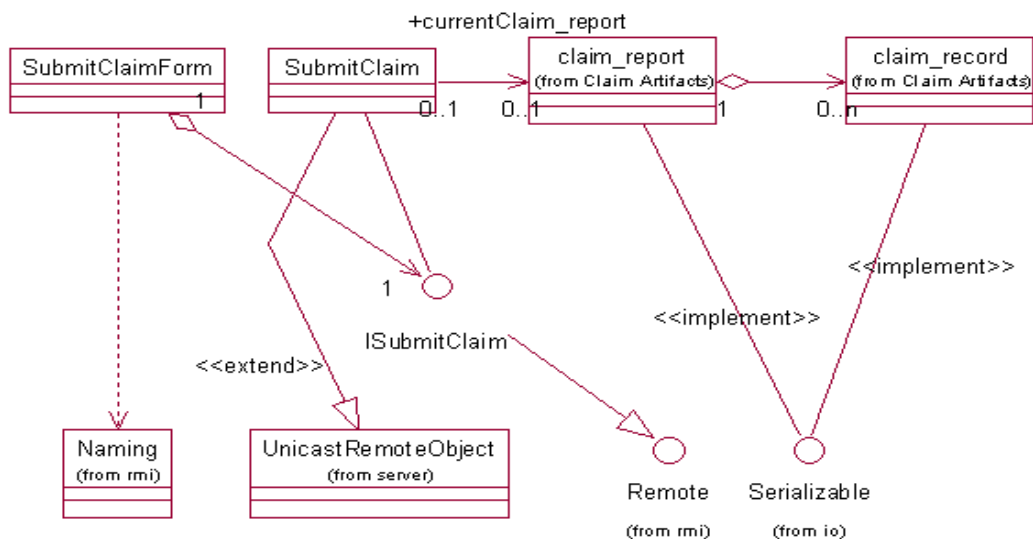 +currentClaim_report
SubmitClaimForm
SubmitClaim
claim_report
(from Claim Artifacts)
claim_record
(from Claim Artifacts)
1
0..1
0..1
1
0..n
<<implement>>
1
<<implement>>
ISubmitClaim
<<extend>>
Naming
(from rmi)
UnicastRemoteObject
(from server)
Remote
(from rmi)
Serializable
(from io)